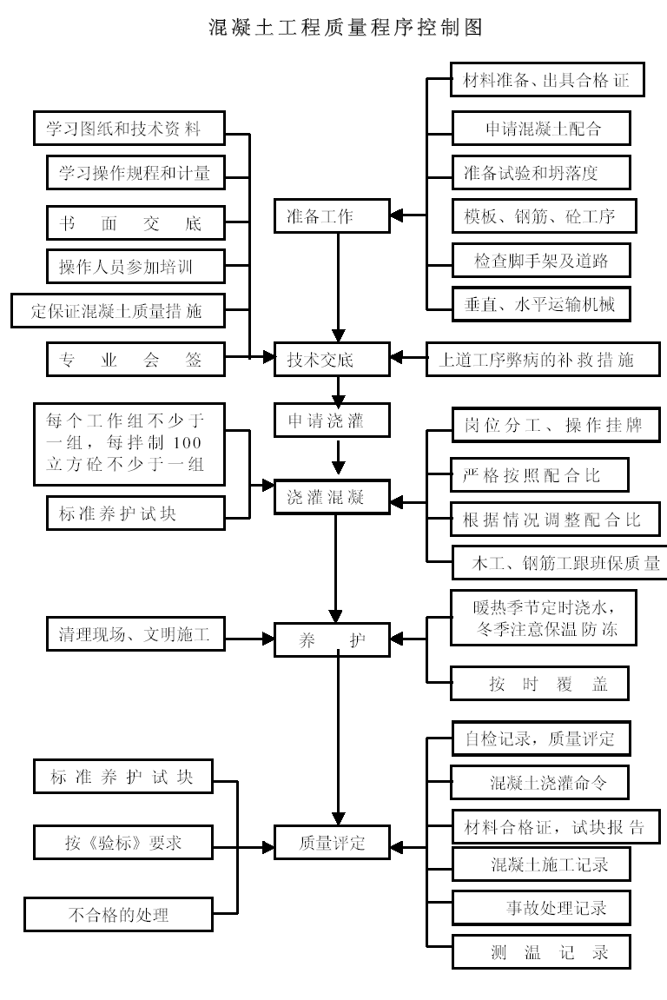 混凝土工程质量程序控制图
材料准备、出具合格证
学习图纸和技术资料
申请混凝土配合
学习操作规程和计量
准备试验和坍落度
书面交底
准备工作
模板、钢筋、砼工序
操作人员参加培训
检查脚手架及道路
定保证混凝土质量措施
垂直、水平运输机械
专业会签
技术交底
上道工序弊病的补救措施
每个工作组不少于
一组，每拌制100
立方砼不少于一组
申请浇灌
岗位分工、操作挂牌
严格按照配合比
标准养护试块
浇灌混凝
根据情况调整配合比
木工、钢筋工跟班保质量
清理现场、文明施工
养护
暖热季节定时浇水，
冬季注意保温防冻
按时覆盖
自检记录，质量评定
标准养护试块
混凝土浇灌命令
按《验标》要求
质量评定
材料合格证，试块报告
混凝土施工记录
不合格的处理
事故处理记录
测温记录